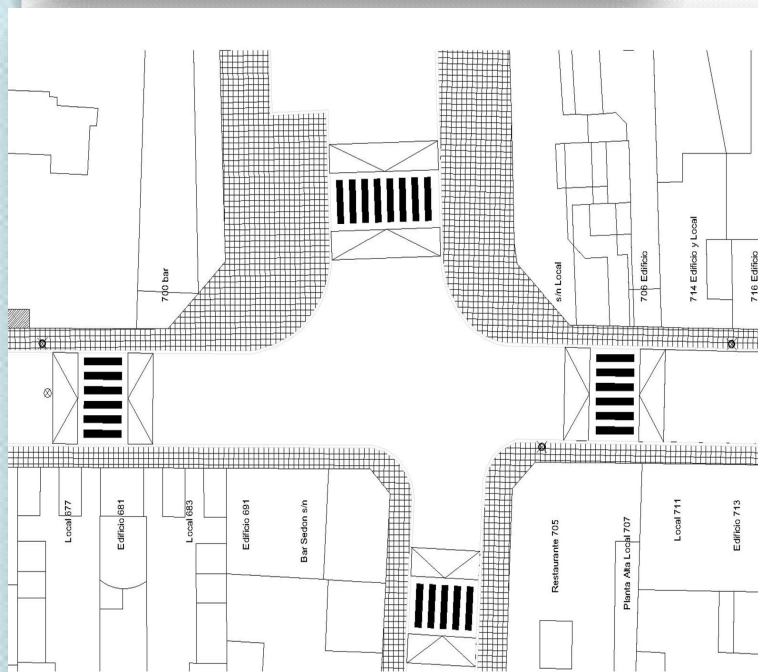 700 bar
s/n Local
706 Edificio
714 Edificio y Local
716 Edificio
Local 677
Edificio 681
Local 683
Edificio 691
Bar Sedon s/n
Restaurante 705
Planta Alta Local 707
Local 711
Edificio 713